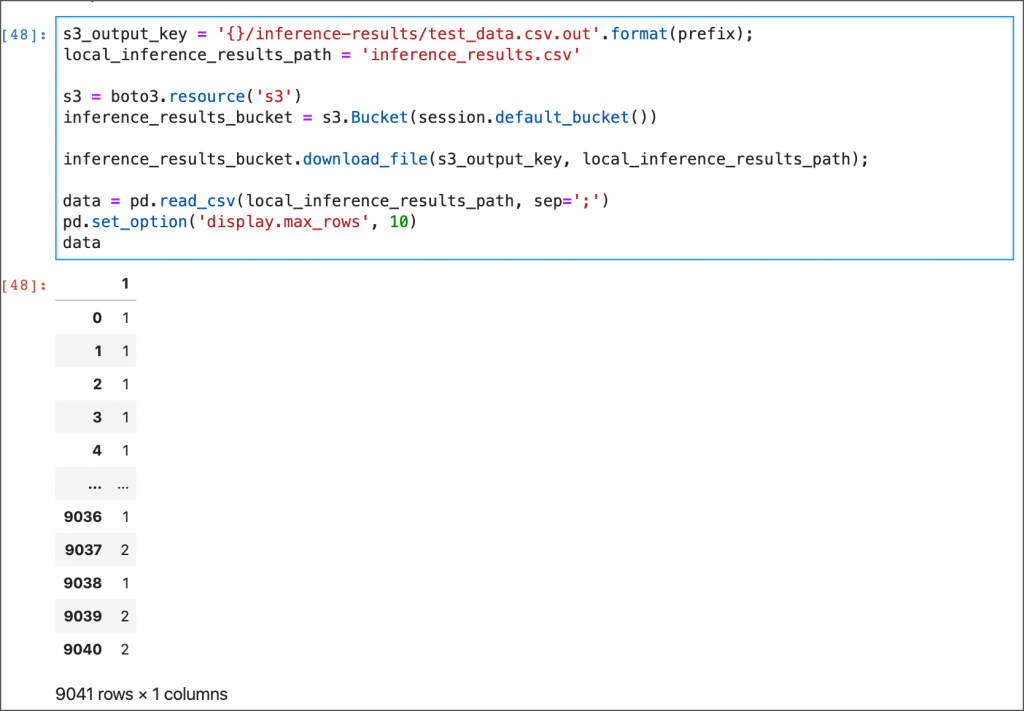 [48]: s3_output_key = '{}/inference-results/test_data.csv.out'.format(prefix);
local_inference_results_path = 'inference_results.csv'
s3 = boto3.resource('s3')
inference_results_bucket = s3.Bucket(session.default_bucket())
inference_results_bucket.download_file(s3_output_key, local_inference_results_path);
data = pd.read_csv(local_inference_results_path, sep=';')
pd.set_option('display.max_rows', 10)
data
[48]: 1
0 1
1 1
2 1
3 1
4 1
... ...
9036 1
9037 2
9038 1
9039 2
9040 2
9041 rows × 1 columns